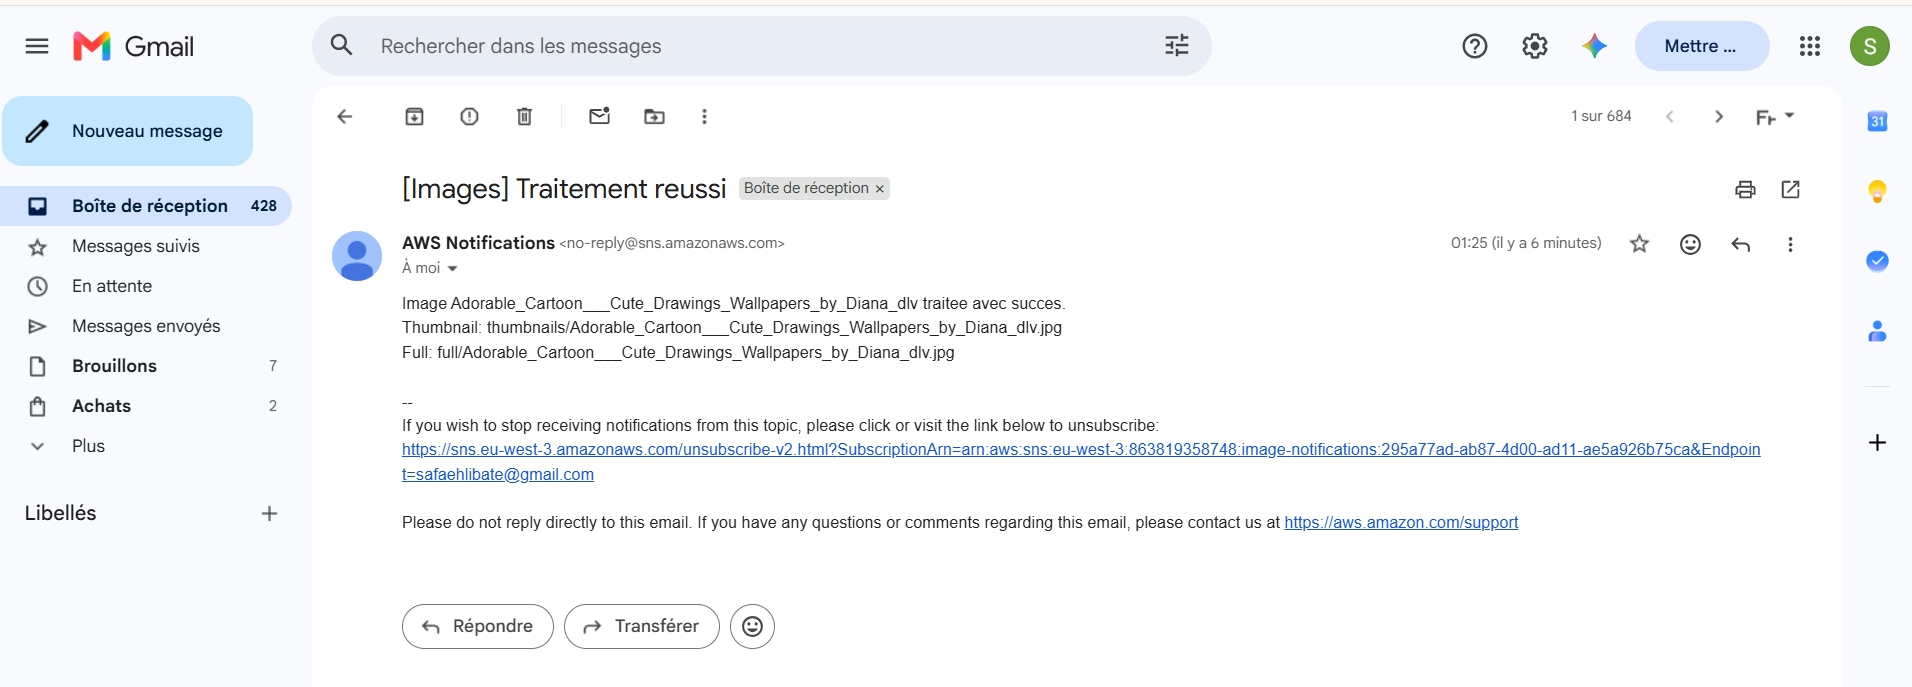 Gmail
Rechercher dans les messages
Mettre ...
S
Nouveau message
1 sur 684
31
Boîte de réception 428
Messages suivis
En attente
Messages envoyés
Brouillons 7
Achats 2
Plus
Libellés
[Images] Traitement reussi Boîte de réception ×
AWS Notifications <no-reply@sns.amazonaws.com> 01:25 (il y a 6 minutes)
À moi
Image Adorable_Cartoon___Cute_Drawings_Wallpapers_by_Diana_dlv traitee avec succes.
Thumbnail: thumbnails/Adorable_Cartoon___Cute_Drawings_Wallpapers_by_Diana_dlv.jpg
Full: full/Adorable_Cartoon___Cute_Drawings_Wallpapers_by_Diana_dlv.jpg
--
If you wish to stop receiving notifications from this topic, please click or visit the link below to unsubscribe:
https://sns.eu-west-3.amazonaws.com/unsubscribe-v2.html?SubscriptionArn=arn:aws:sns:eu-west-3:863819358748:image-notifications:295a77ad-ab87-4d00-ad11-ae5a926b75ca&Endpoin
t=safaehlibate@gmail.com
Please do not reply directly to this email. If you have any questions or comments regarding this email, please contact us at https://aws.amazon.com/support
Répondre
Transférer